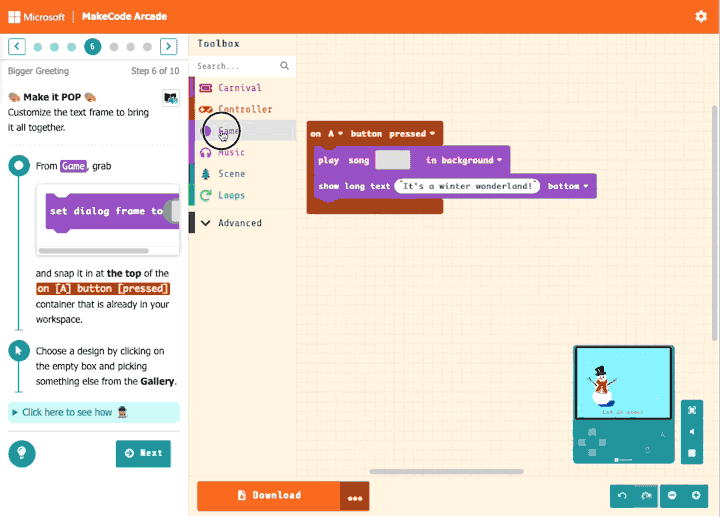 Microsoft | MakeCode Arcade
6
Bigger Greeting
Step 6 of 10
🎨 Make it POP 🎨
Customize the text frame to bring
it all together.
From Game, grab
set dialog frame to
and snap it in at the top of the
on [A] button [pressed]
container that is already in your
workspace.
Choose a design by clicking on
the empty box and picking
something else from the Gallery.
Click here to see how
Next
Toolbox
Search...
Carnival
Controller
Game
Music
Scene
Loops
Advanced
on A button pressed
play song in background
show long text "It's a winter wonderland!" bottom
Let it snow!
A
Download